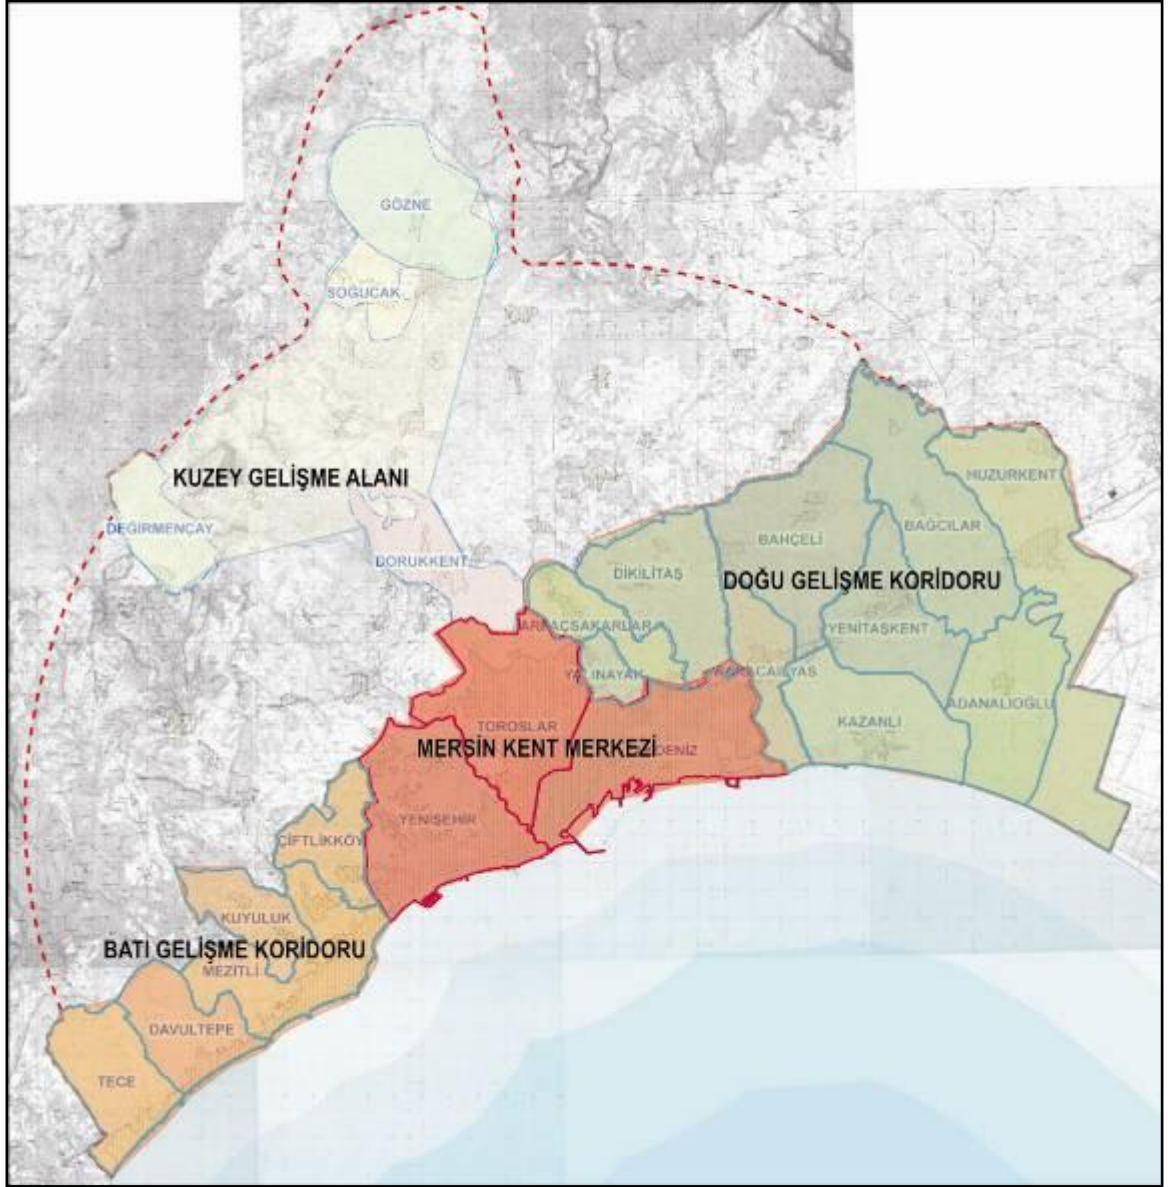 GÖZNE
SOĞUCAK
KUZEY GELİŞME ALANI
HUZURKENT
DEĞİRMENÇAY
BAĞCILAR
BAHÇELİ
DORUKKENT
DİKİLİTAŞ
DOĞU GELİŞME KORİDORU
ARPAÇSAKARLAR
YENİTAŞKENT
YALINAYAK
KARACAİLYAS
ADANALIOĞLU
KAZANLI
TOROSLAR
MERSİN KENT MERKEZİ
DENİZ
YENİŞEHİR
ÇİFTLİKKÖY
KUYULUK
BATI GELİŞME KORİDORU
MEZİTLİ
DAVULTEPE
TECE